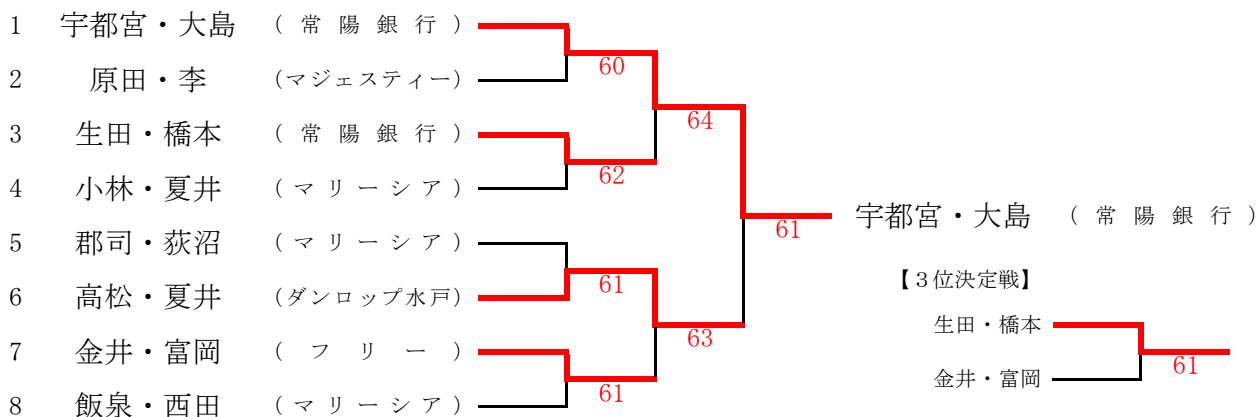 1 宇都宮・大島 (常陽銀行)
60
2 原田・李 (マジェスティー)
64
3 生田・橋本 (常陽銀行)
62
4 小林・夏井 (マリーシア)
61 宇都宮・大島 (常陽銀行)
5 郡司・荻沼 (マリーシア)
61
【3位決定戦】
6 高松・夏井 (ダンロップ水戸)
63
生田・橋本
7 金井・富岡 (フリー)
61
61
金井・富岡
8 飯泉・西田 (マリーシア)